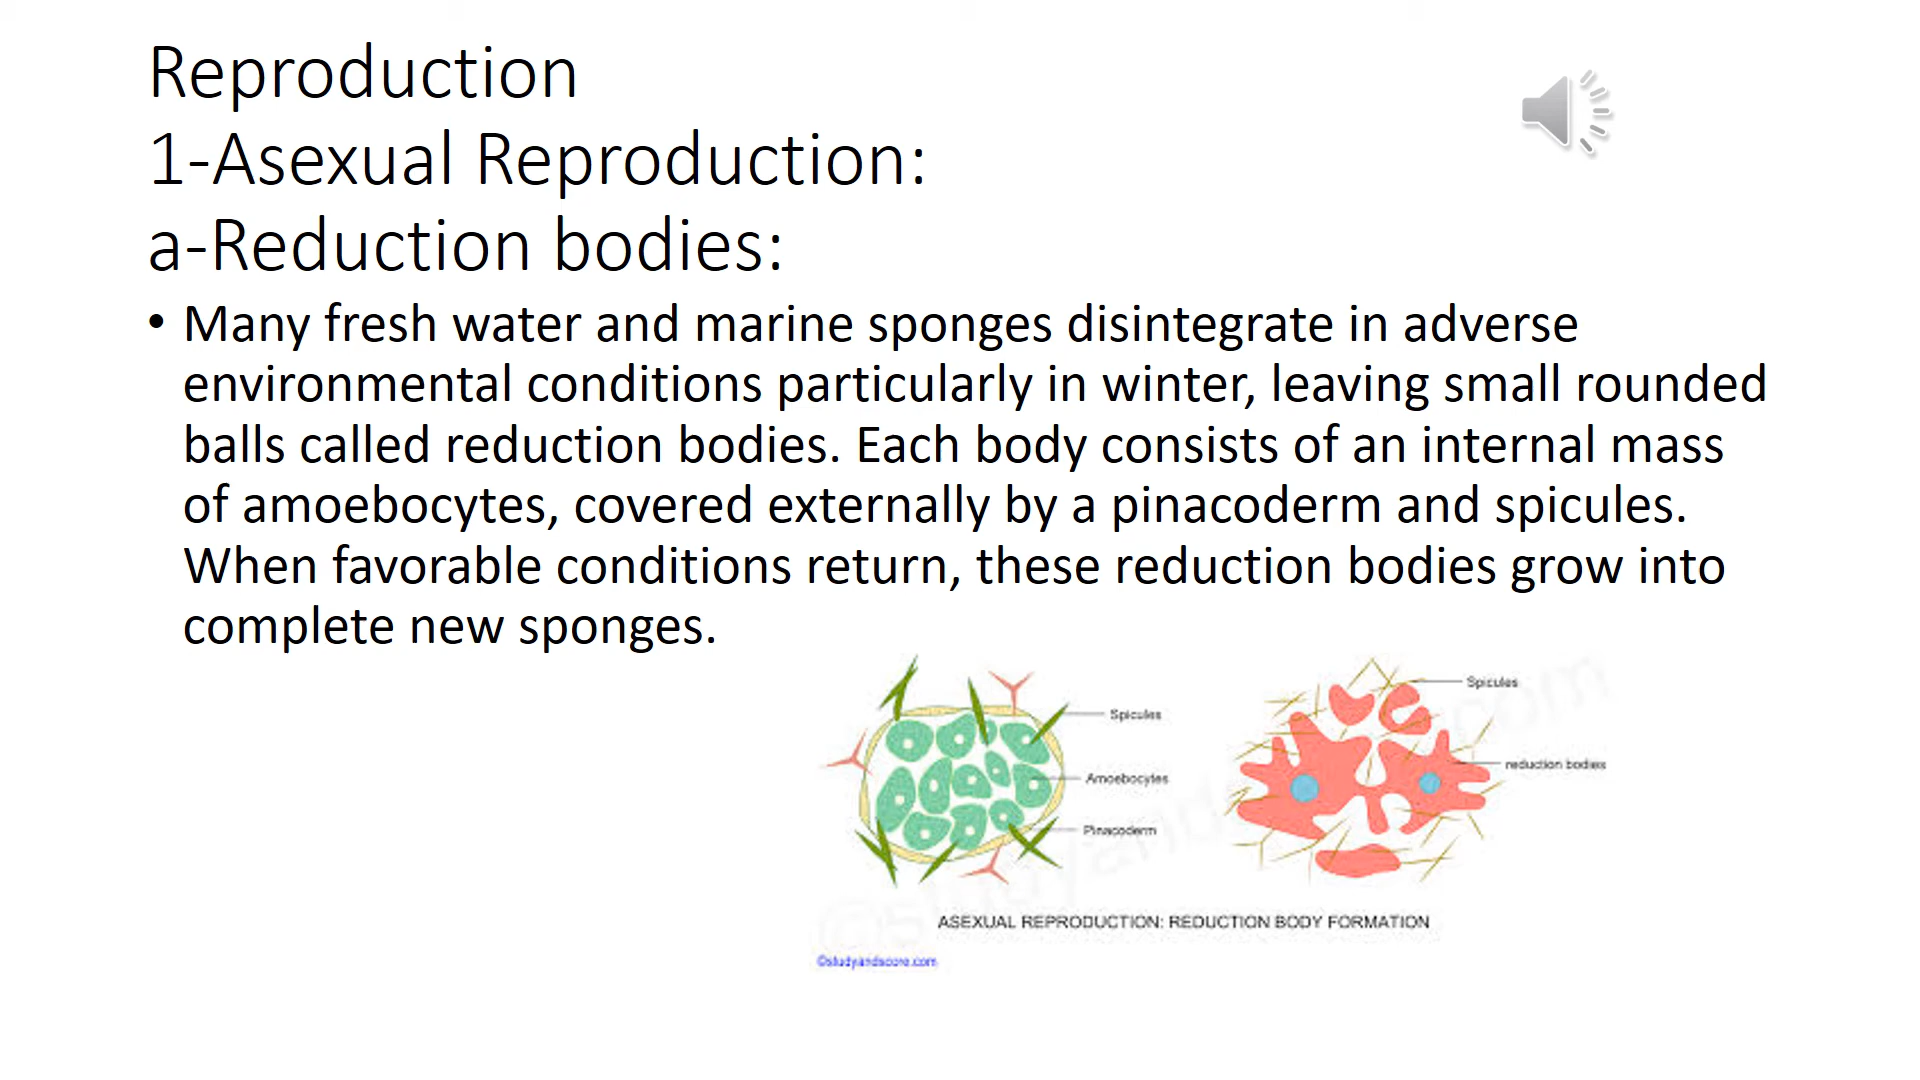 Reproduction
1-Asexual Reproduction:
a-Reduction bodies:
• Many fresh water and marine sponges disintegrate in adverse
environmental conditions particularly in winter, leaving small rounded
balls called reduction bodies. Each body consists of an internal mass
of amoebocytes, covered externally by a pinacoderm and spicules.
When favorable conditions return, these reduction bodies grow into
complete new sponges.
Spicules
Amoebocytes
Pinacoderm
Spicules
reduction bodies
ASEXUAL REPRODUCTION: REDUCTION BODY FORMATION
©studyandscore.com